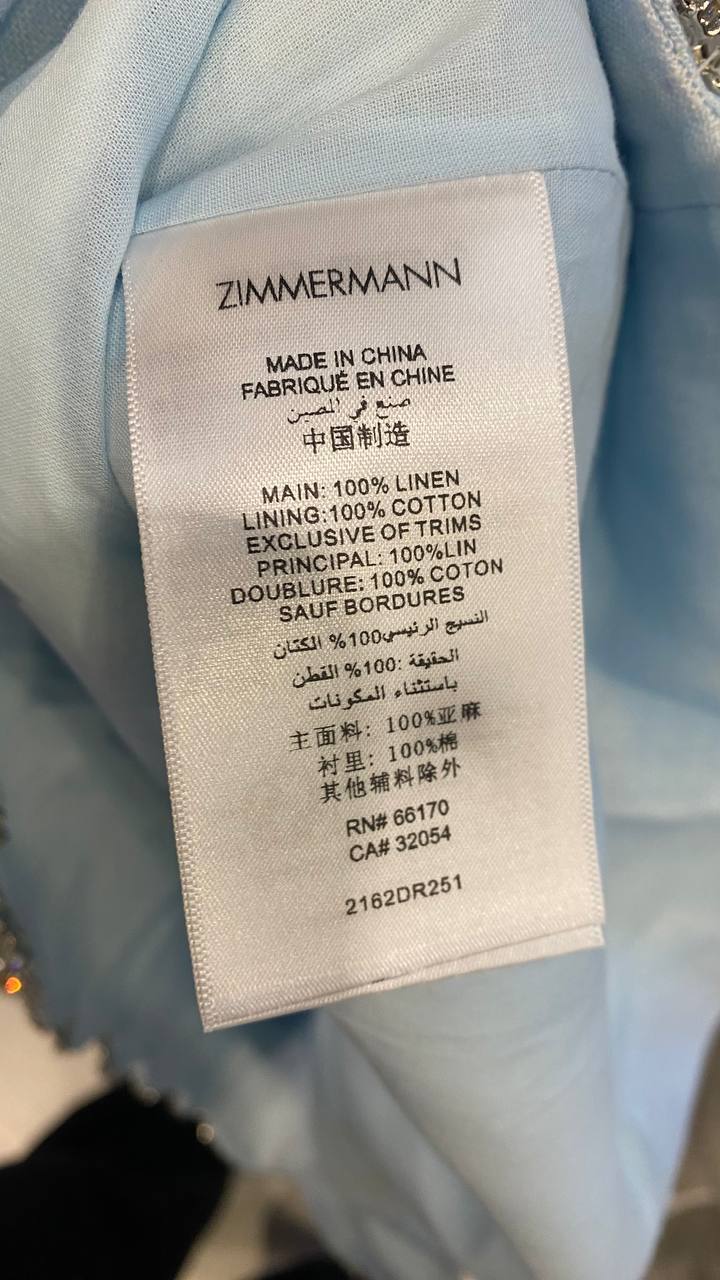 ZIMMERMANN
MADE IN CHINA
FABRIQUÉ EN CHINE
صنع في الصين
中国制造
MAIN: 100% LINEN
LINING:100% COTTON
EXCLUSIVE OF TRIMS
PRINCIPAL: 100%LIN
DOUBLURE: 100% COTON
SAUF BORDURES
النسيج الرئيسي100% الكتان
الحقيقة :100% القطن
باستثناء المكونات
主面料: 100%亚麻
衬里: 100%棉
其他辅料除外
RN# 66170
CA# 32054
2162DR251